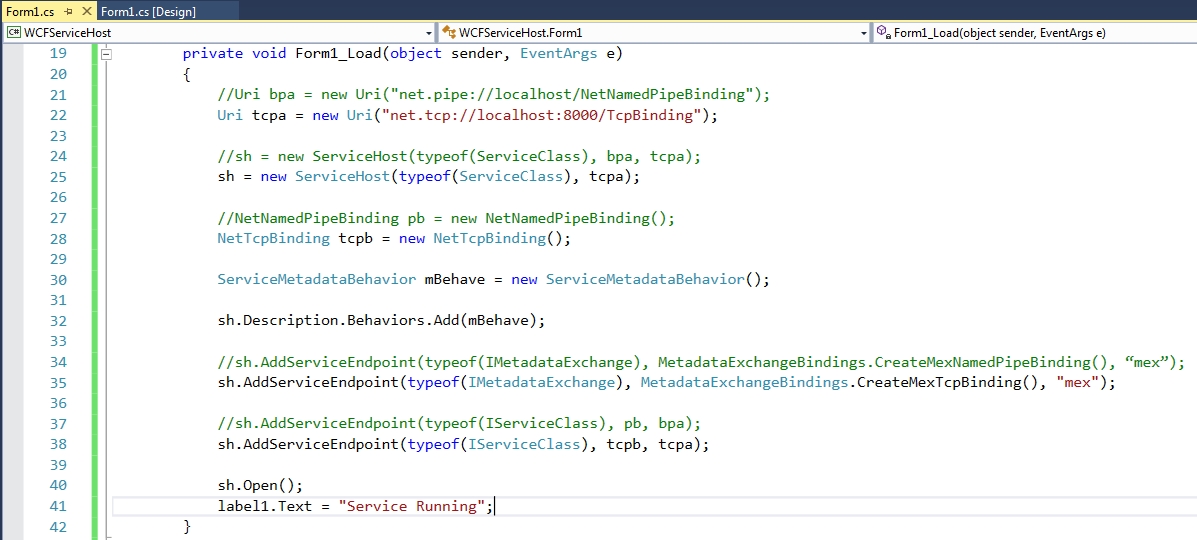 Form1.cs Form1.cs [Design]
C# WCFServiceHost WCFServiceHost.Form1 Form1_Load(object sender, EventArgs e)
19 private void Form1_Load(object sender, EventArgs e)
20 {
21 //Uri bpa = new Uri("net.pipe://localhost/NetNamedPipeBinding");
22 Uri tcpa = new Uri("net.tcp://localhost:8000/TcpBinding");
23
24 //sh = new ServiceHost(typeof(ServiceClass), bpa, tcpa);
25 sh = new ServiceHost(typeof(ServiceClass), tcpa);
26
27 //NetNamedPipeBinding pb = new NetNamedPipeBinding();
28 NetTcpBinding tcpb = new NetTcpBinding();
29
30 ServiceMetadataBehavior mBehave = new ServiceMetadataBehavior();
31
32 sh.Description.Behaviors.Add(mBehave);
33
34 //sh.AddServiceEndpoint(typeof(IMetadataExchange), MetadataExchangeBindings.CreateMexNamedPipeBinding(), “mex”);
35 sh.AddServiceEndpoint(typeof(IMetadataExchange), MetadataExchangeBindings.CreateMexTcpBinding(), "mex");
36
37 //sh.AddServiceEndpoint(typeof(IServiceClass), pb, bpa);
38 sh.AddServiceEndpoint(typeof(IServiceClass), tcpb, tcpa);
39
40 sh.Open();
41 label1.Text = "Service Running";
42 }